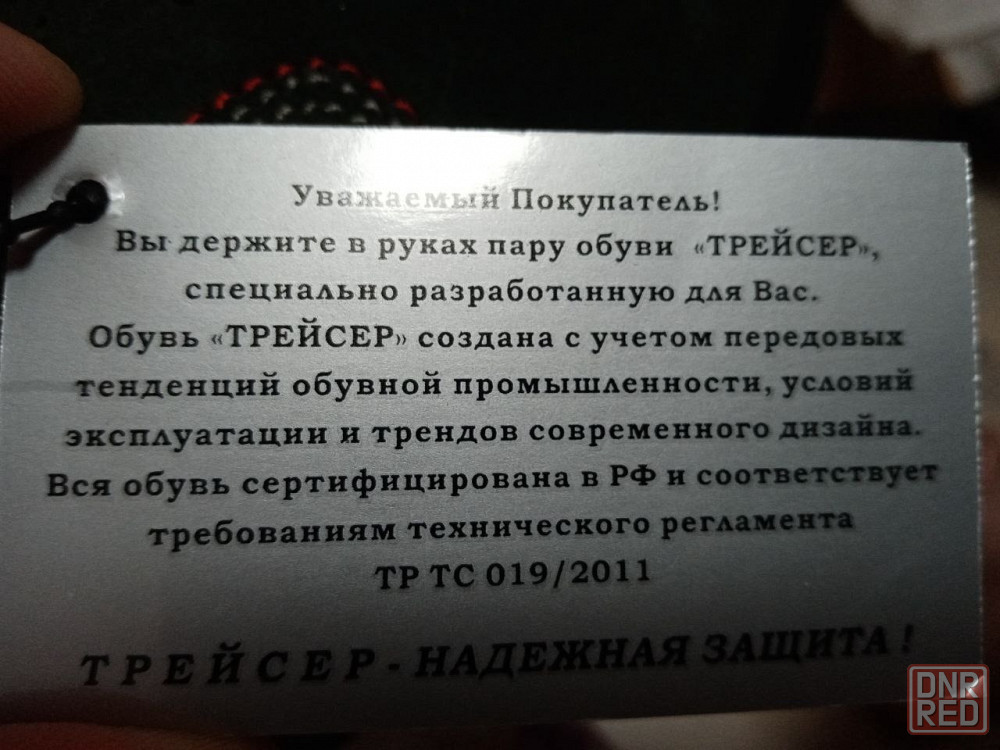 Уважаемый Покупатель!
Вы держите в руках пару обуви «ТРЕЙСЕР»,
специально разработанную для Вас.
Обувь «ТРЕЙСЕР» создана с учетом передовых
тенденций обувной промышленности, условий
эксплуатации и трендов современного дизайна.
Вся обувь сертифицирована в РФ и соответствует
требованиям технического регламента
ТР ТС 019/2011
ТРЕЙСЕР - НАДЕЖНАЯ ЗАЩИТА!
DNR
RED